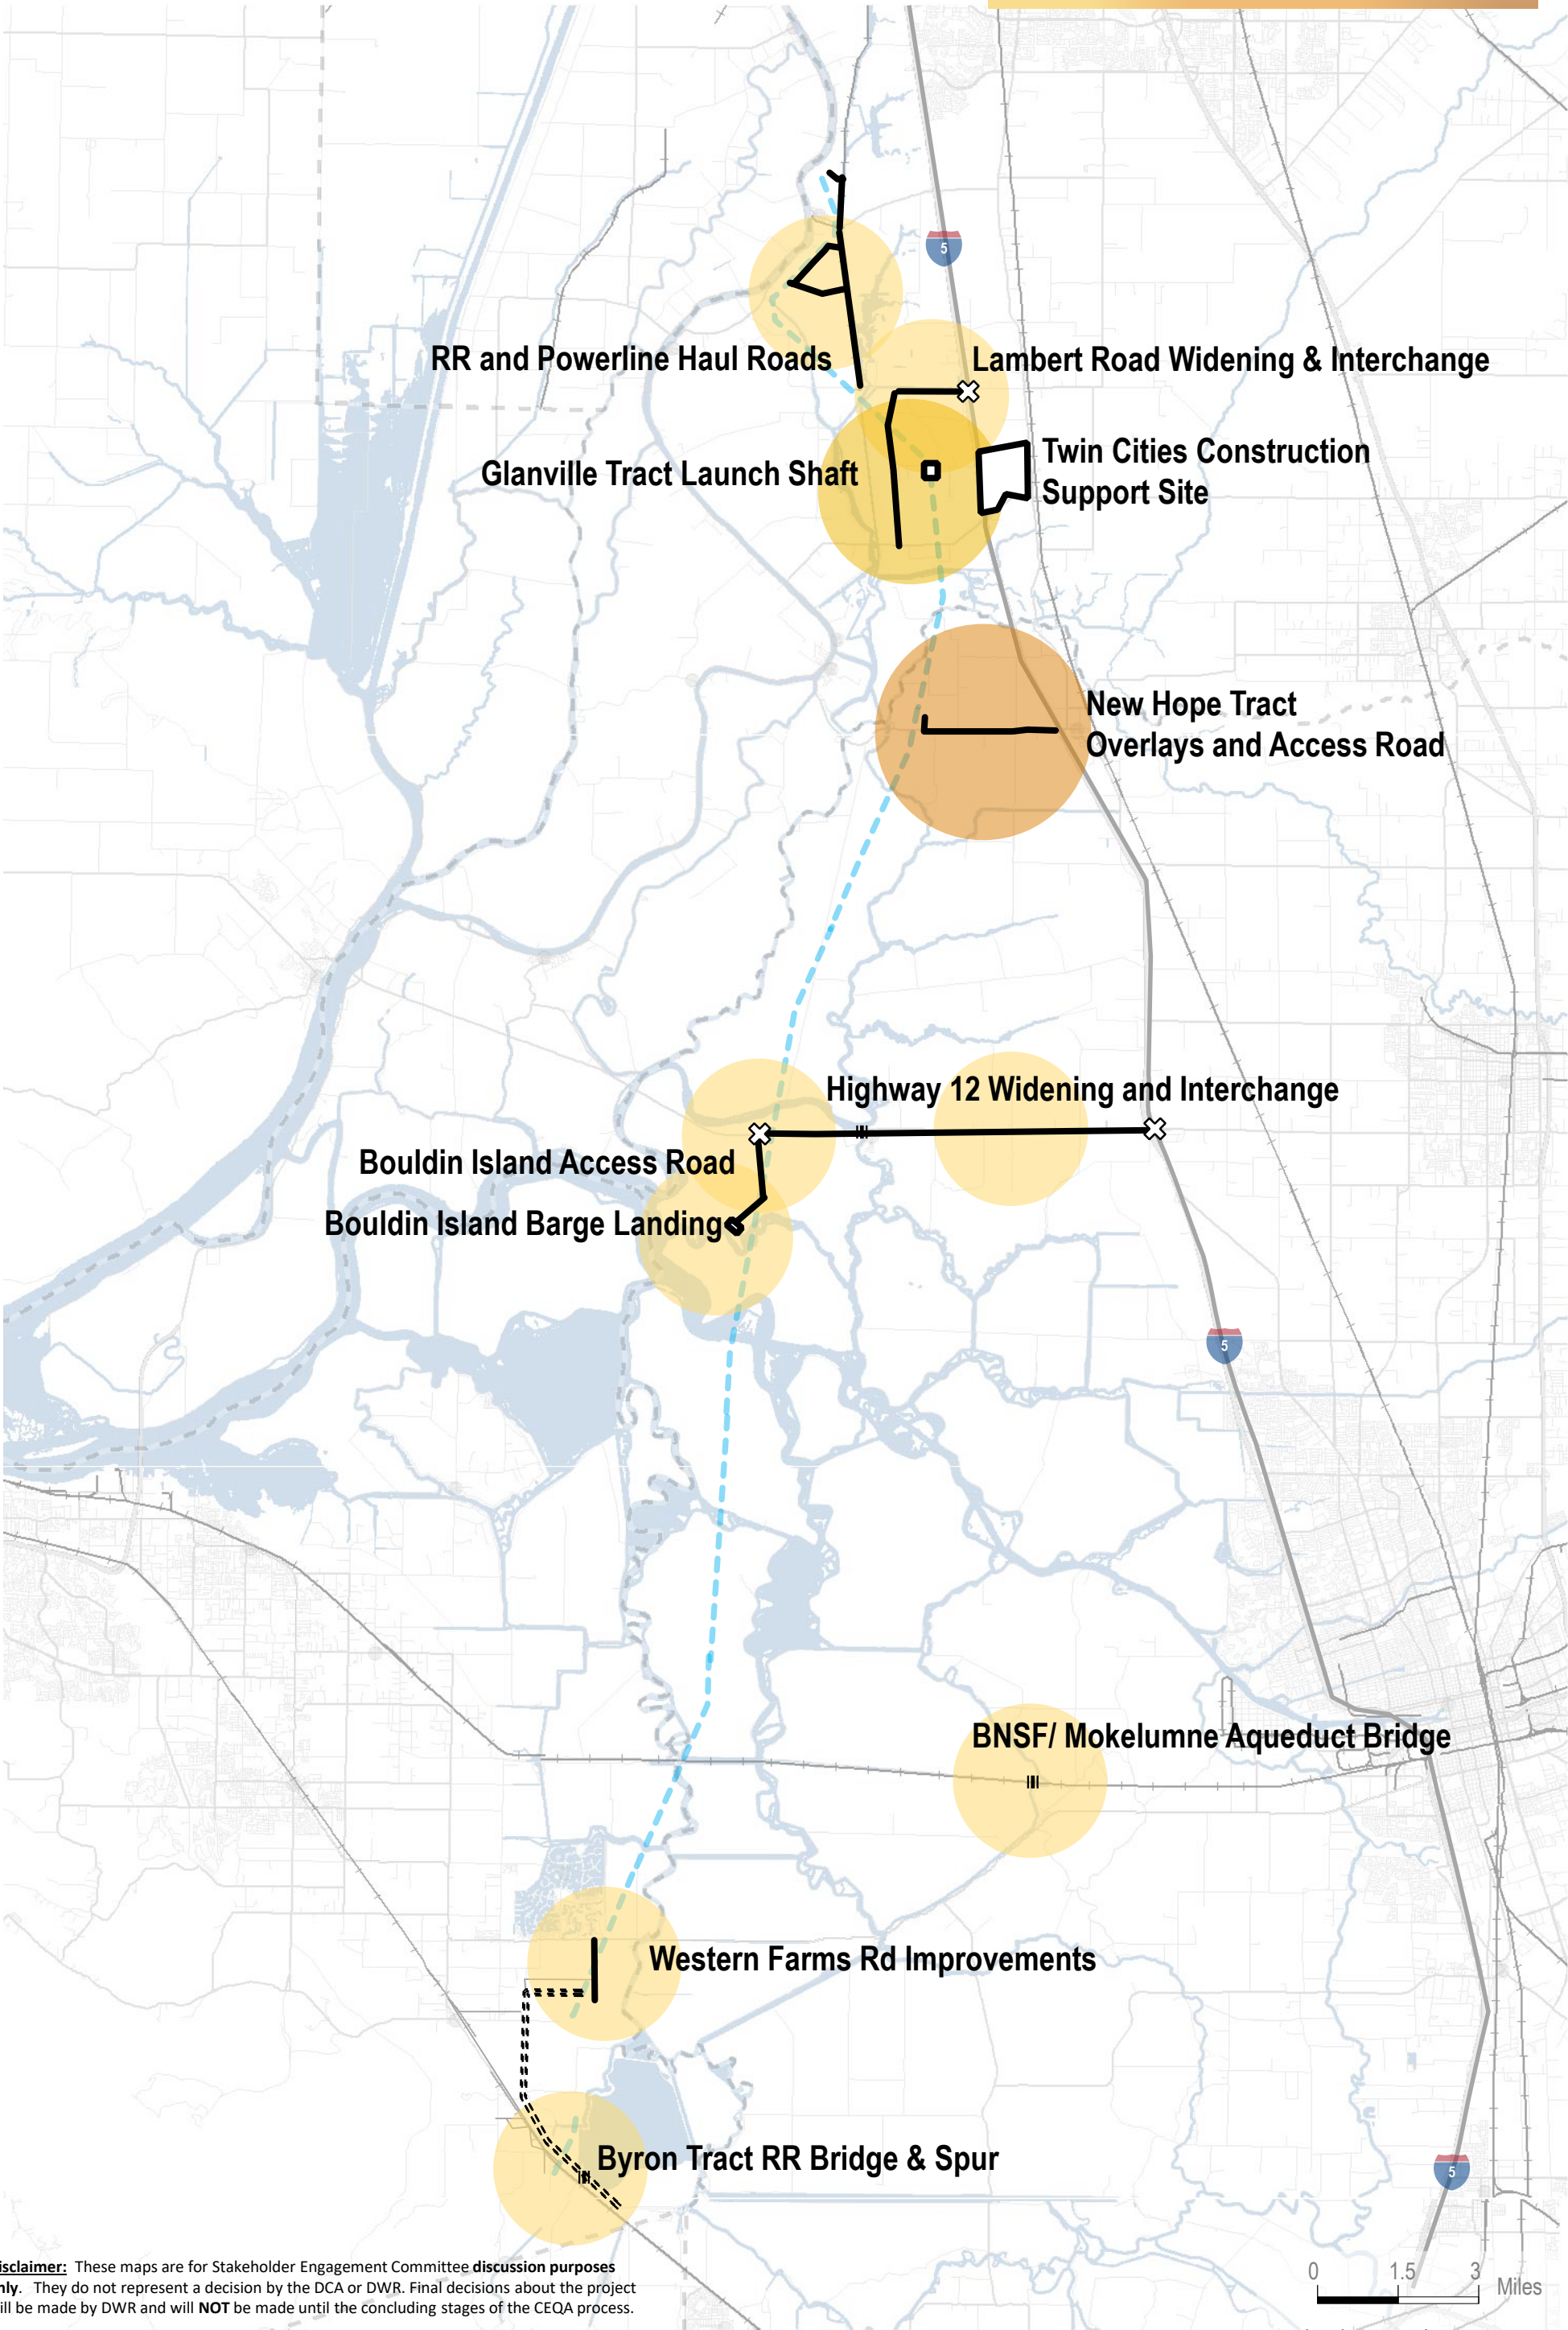 5
RR and Powerline Haul Roads
Lambert Road Widening & Interchange
Glanville Tract Launch Shaft
Twin Cities Construction
Support Site
New Hope Tract
Overlays and Access Road
Highway 12 Widening and Interchange
Bouldin Island Access Road
Bouldin Island Barge Landing
5
BNSF/ Mokelumne Aqueduct Bridge
Western Farms Rd Improvements
Byron Tract RR Bridge & Spur
5
isclaimer: These maps are for Stakeholder Engagement Committee discussion purposes
nly. They do not represent a decision by the DCA or DWR. Final decisions about the project
ill be made by DWR and will NOT be made until the concluding stages of the CEQA process.
0 1.5 3 Miles